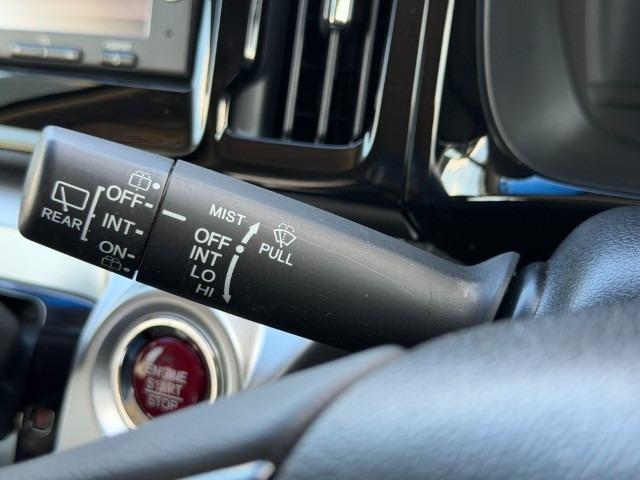 REAR
OFF
INT
ON
MIST
OFF
INT
LO
HI
PULL
ENGINE
START
STOP